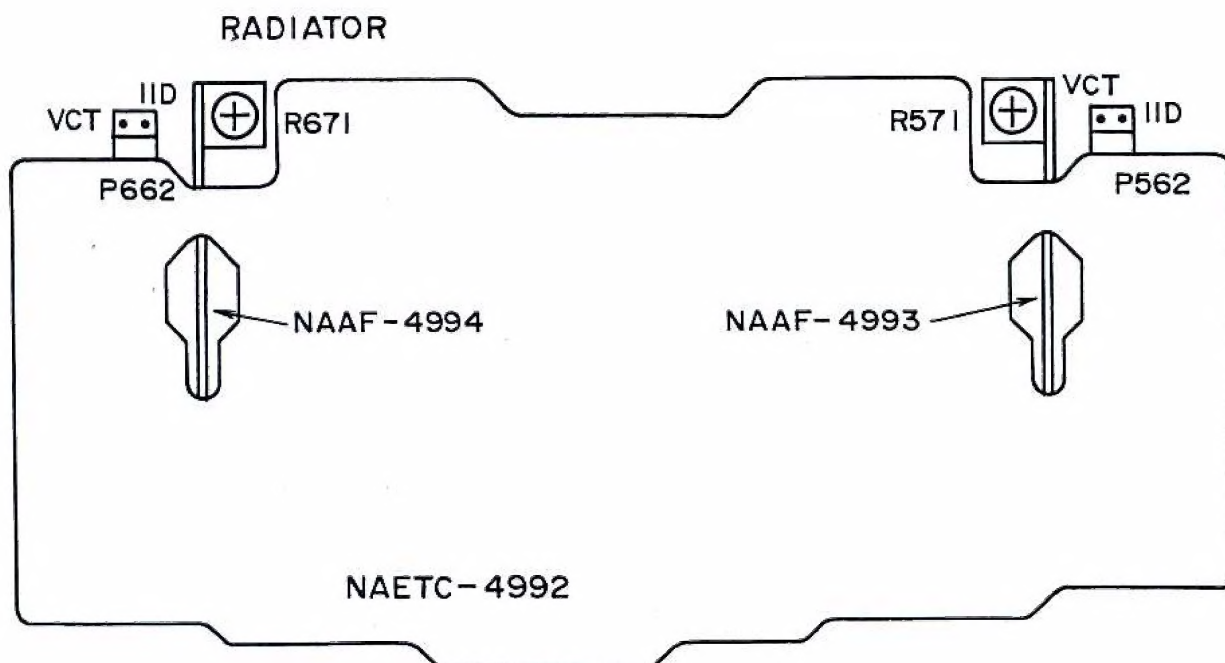 RADIATOR
VCT IID
R671
P662
R571
VCT
IID
P562
NAAF-4994
NAAF-4993
NAETC-4992